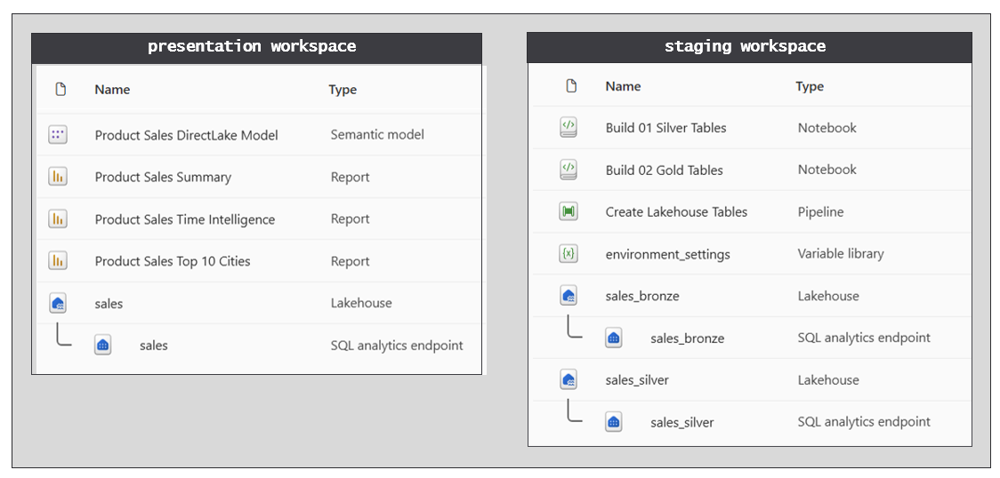 presentation workspace
Name Type
Product Sales DirectLake Model Semantic model
Product Sales Summary Report
Product Sales Time Intelligence Report
Product Sales Top 10 Cities Report
sales Lakehouse
sales SQL analytics endpoint
staging workspace
Name Type
Build 01 Silver Tables Notebook
Build 02 Gold Tables Notebook
Create Lakehouse Tables Pipeline
environment_settings Variable library
sales_bronze Lakehouse
sales_bronze SQL analytics endpoint
sales_silver Lakehouse
sales_silver SQL analytics endpoint